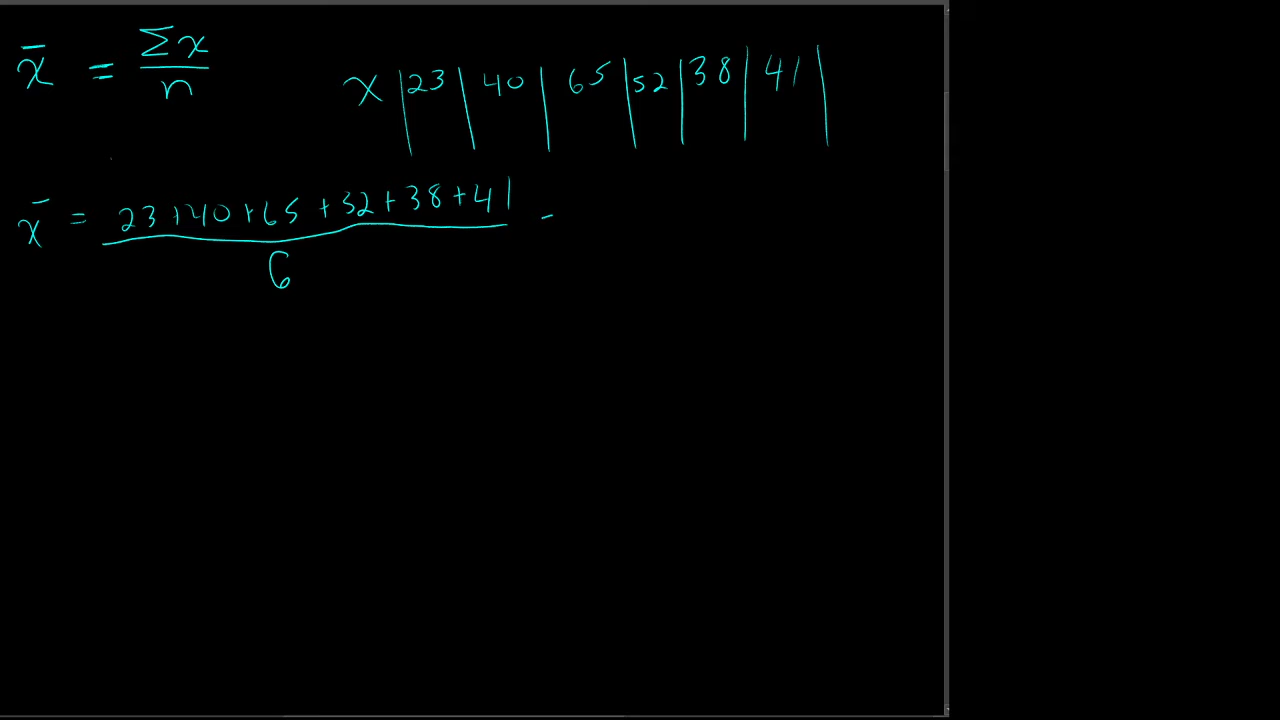 x̄ = Σx / n
x | 23 | 40 | 65 | 52 | 38 | 41 |
x̄ = 23+40+65+52+38+41 / 6 =